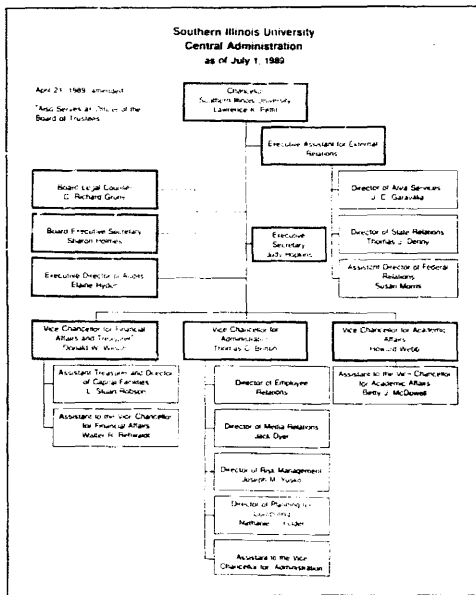 Southern Illinois University
Central Administration
as of July 1, 1989
April 21, 1989, amended
*Also Serves as Officer of the
Board of Trustees
Chancellor
Southern Illinois University
Lawrence K. Pettit
Executive Assistant for External
Relations
Board Legal Counsel
C. Richard Gruny
Director of Area Services
J. C. Garavalia
Board Executive Secretary
Sharon Holmes
Executive
Secretary
Judy Hopkins
Director of State Relations
Thomas J. Denny
Executive Director of Audits
Elaine Hyden
Assistant Director of Federal
Relations
Susan Morris
Vice Chancellor for Financial
Affairs and Treasurer*
Donald W. Wilson
Vice Chancellor for
Administration
Thomas C. Britton
Vice Chancellor for Academic
Affairs
Howard Webb
Assistant Treasurer and Director
of Capital Facilities
L. Stuart Robson
Director of Employee
Relations
Assistant to the Vice Chancellor
for Academic Affairs
Betty J. McDowell
Assistant to the Vice Chancellor
for Financial Affairs
Walter R.
Director of Media Relations
Jack Dyer
Director of Risk Management
Joseph M. Yusko
Director of Planning for
Assistant to the Vice
Chancellor for Administration